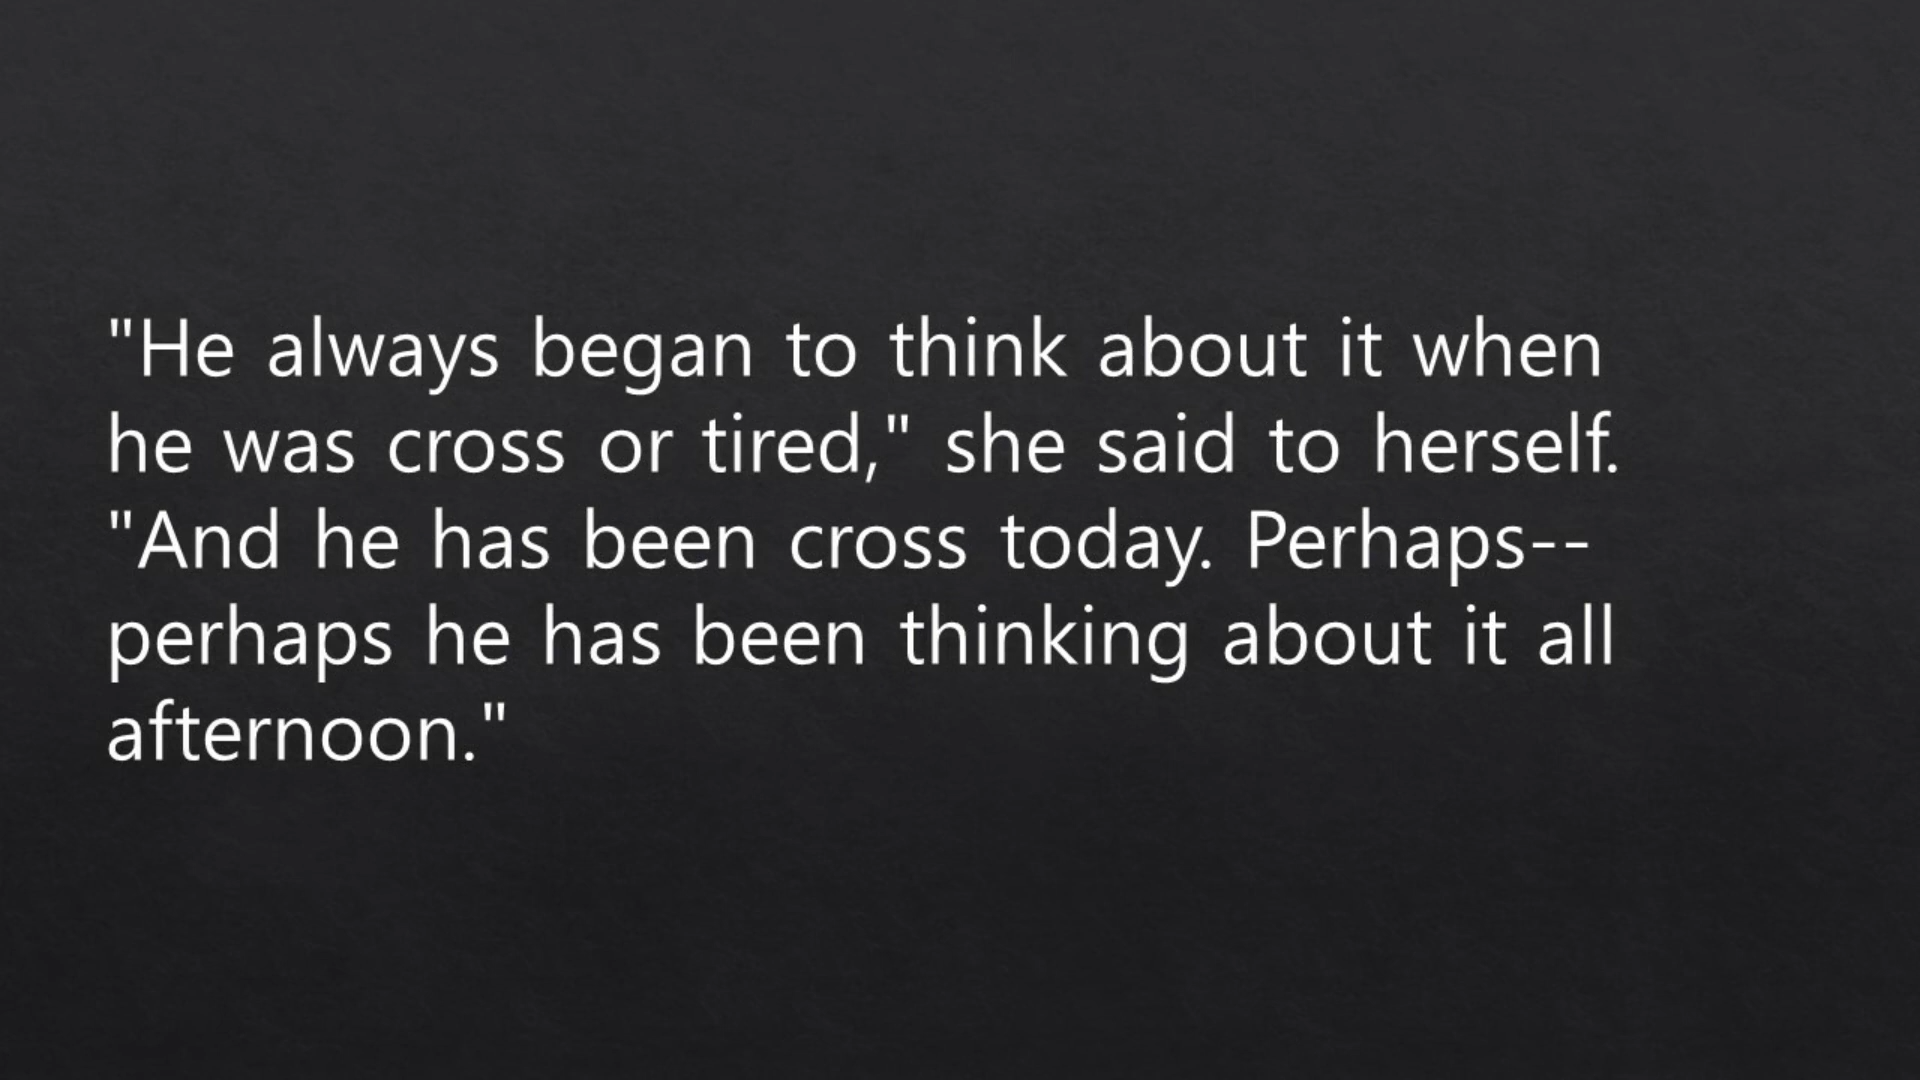 "He always began to think about it when
he was cross or tired," she said to herself.
"And he has been cross today. Perhaps--
perhaps he has been thinking about it all
afternoon."